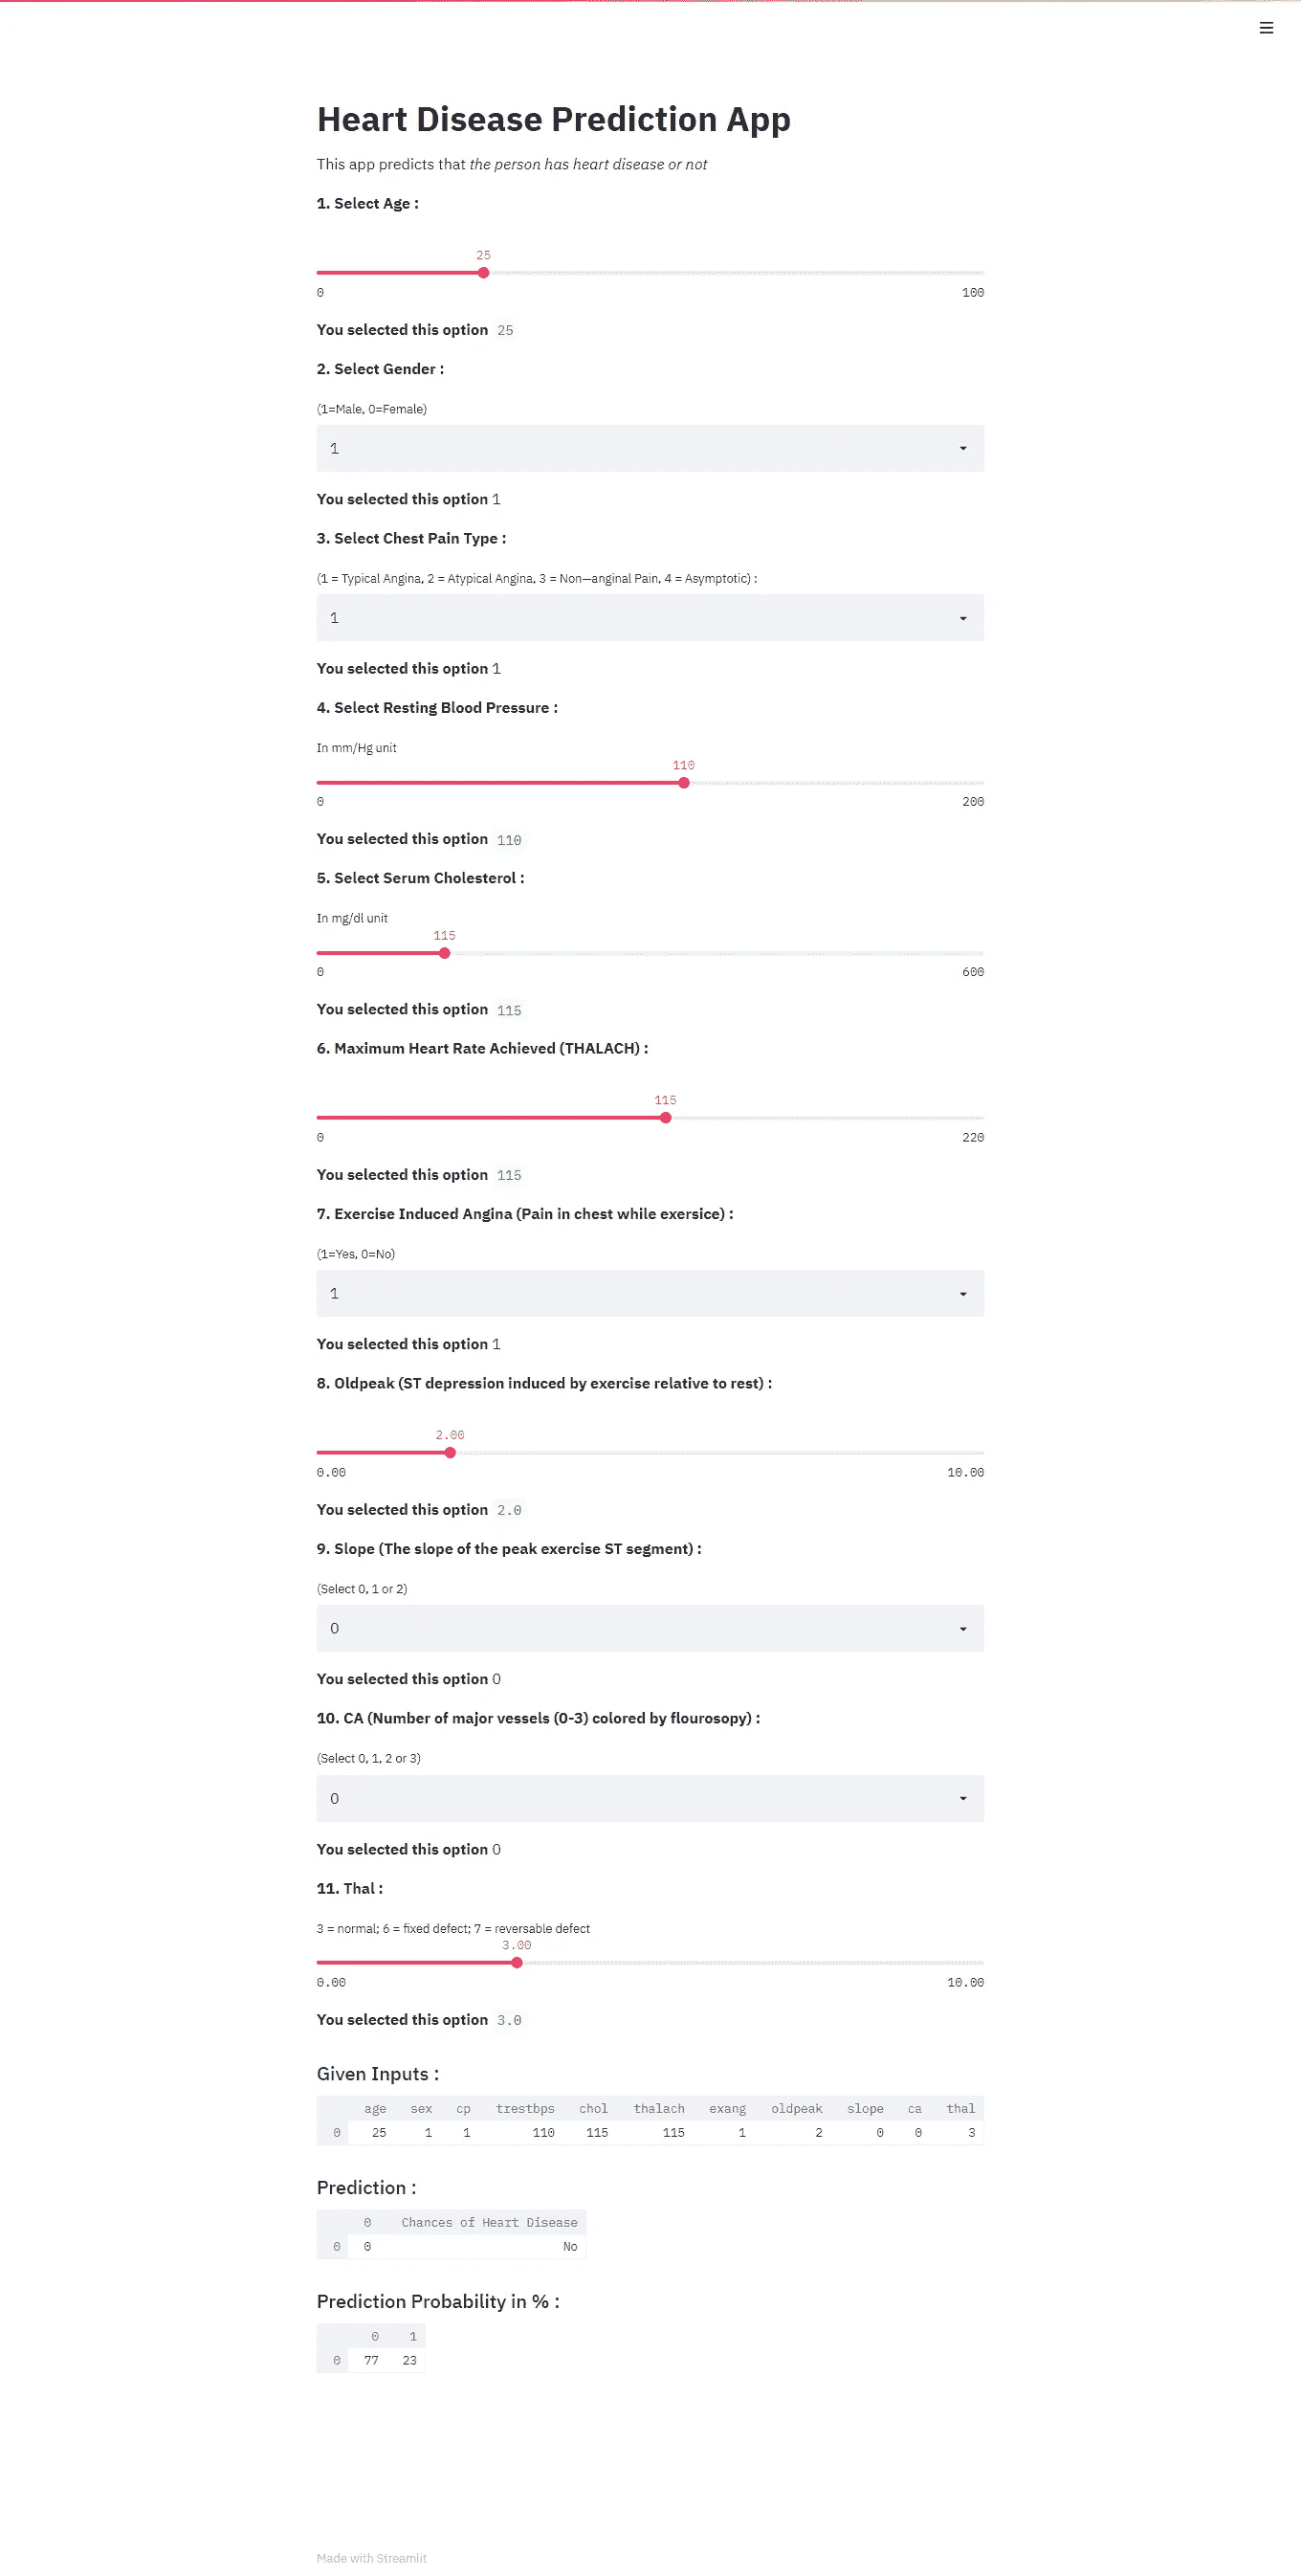 Heart Disease Prediction App
This app predicts that the person has heart disease or not
1. Select Age :
25
0 100
You selected this option 25
2. Select Gender :
(1=Male, 0=Female)
1
You selected this option 1
3. Select Chest Pain Type :
(1 = Typical Angina, 2 = Atypical Angina, 3 = Non—anginal Pain, 4 = Asymptotic) :
1
You selected this option 1
4. Select Resting Blood Pressure :
In mm/Hg unit
110
0 200
You selected this option 110
5. Select Serum Cholesterol :
In mg/dl unit
115
0 600
You selected this option 115
6. Maximum Heart Rate Achieved (THALACH) :
115
0 220
You selected this option 115
7. Exercise Induced Angina (Pain in chest while exersice) :
(1=Yes, 0=No)
1
You selected this option 1
8. Oldpeak (ST depression induced by exercise relative to rest) :
2.00
0.00 10.00
You selected this option 2.0
9. Slope (The slope of the peak exercise ST segment) :
(Select 0, 1 or 2)
0
You selected this option 0
10. CA (Number of major vessels (0-3) colored by flourosopy) :
(Select 0, 1, 2 or 3)
0
You selected this option 0
11. Thal :
3 = normal; 6 = fixed defect; 7 = reversable defect
3.00
0.00 10.00
You selected this option 3.0
Given Inputs :
age sex cp trestbps chol thalach exang oldpeak slope ca thal
0 25 1 1 110 115 115 1 2 0 0 3
Prediction :
0 Chances of Heart Disease
0 0 No
Prediction Probability in % :
0 1
0 77 23
Made with Streamlit